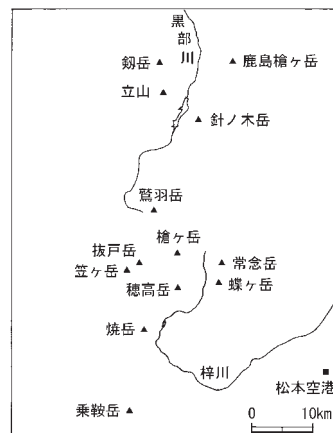 黒部川
剱岳
鹿島槍ヶ岳
立山
針ノ木岳
鷲羽岳
槍ヶ岳
抜戸岳
常念岳
笠ヶ岳
穂高岳
蝶ヶ岳
焼岳
梓川
松本空港
乗鞍岳
0 10km